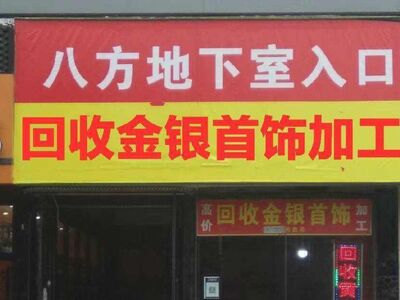 八方地下室入口
回收金银首饰加工
高价
回收金银首饰
加工
回收黄